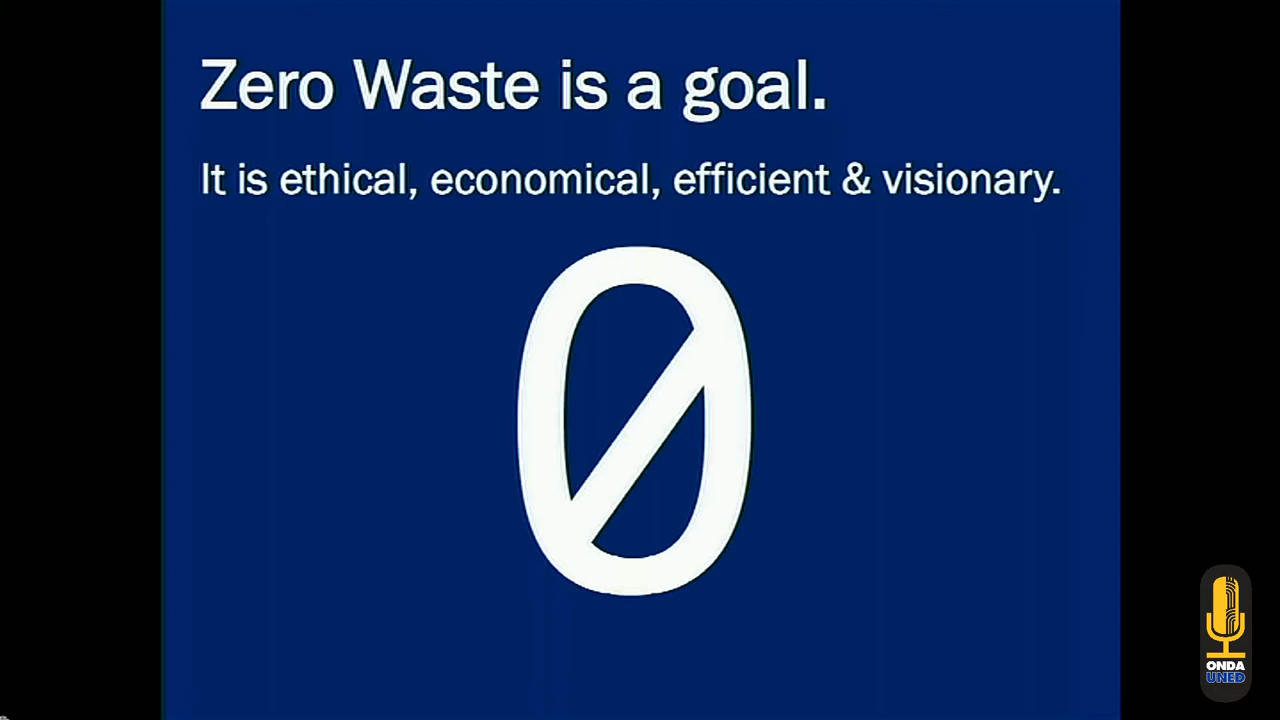 Zero Waste is a goal.
It is ethical, economical, efficient & visionary.
0
ONDA
UNED